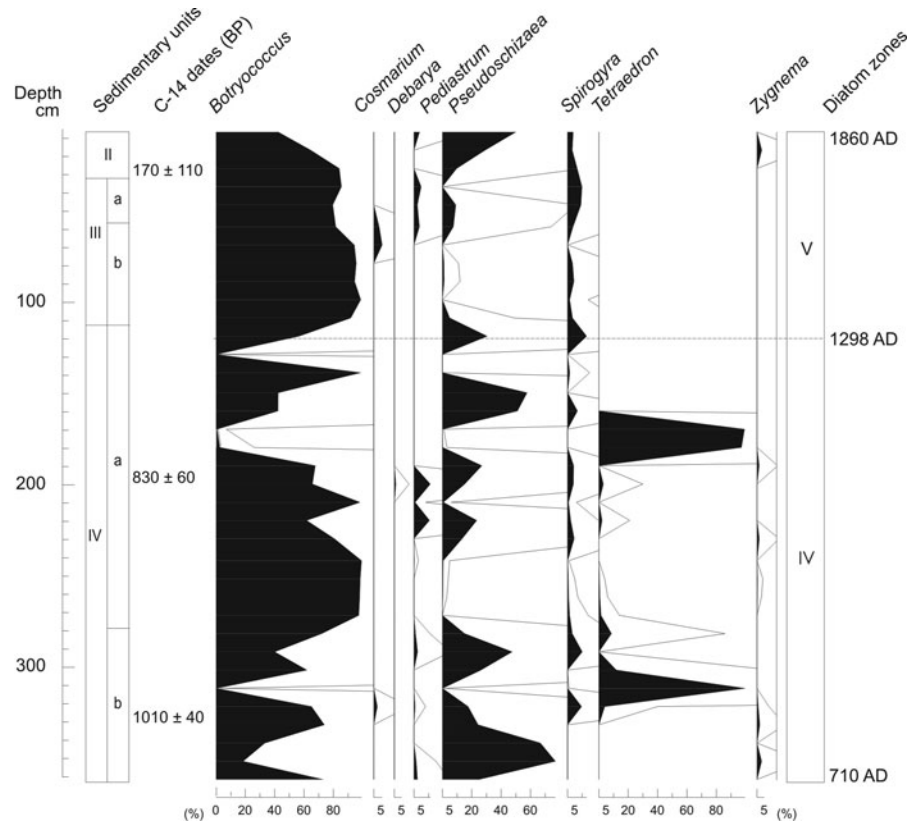 Depth
cm
Sedimentary units
C-14 dates (BP)
Botryococcus
Cosmarium
Debarya
Pediastrum
Pseudoschizaea
Spirogyra
Tetraedron
Zygnema
Diatom zones
II
170 ± 110
1860 AD
a
III
b
V
100
1298 AD
a
200
830 ± 60
IV
IV
300
b
1010 ± 40
710 AD
(%) 0 20 40 60 80 5 5 5 5 20 40 60 5 5 20 40 60 80 5 (%)